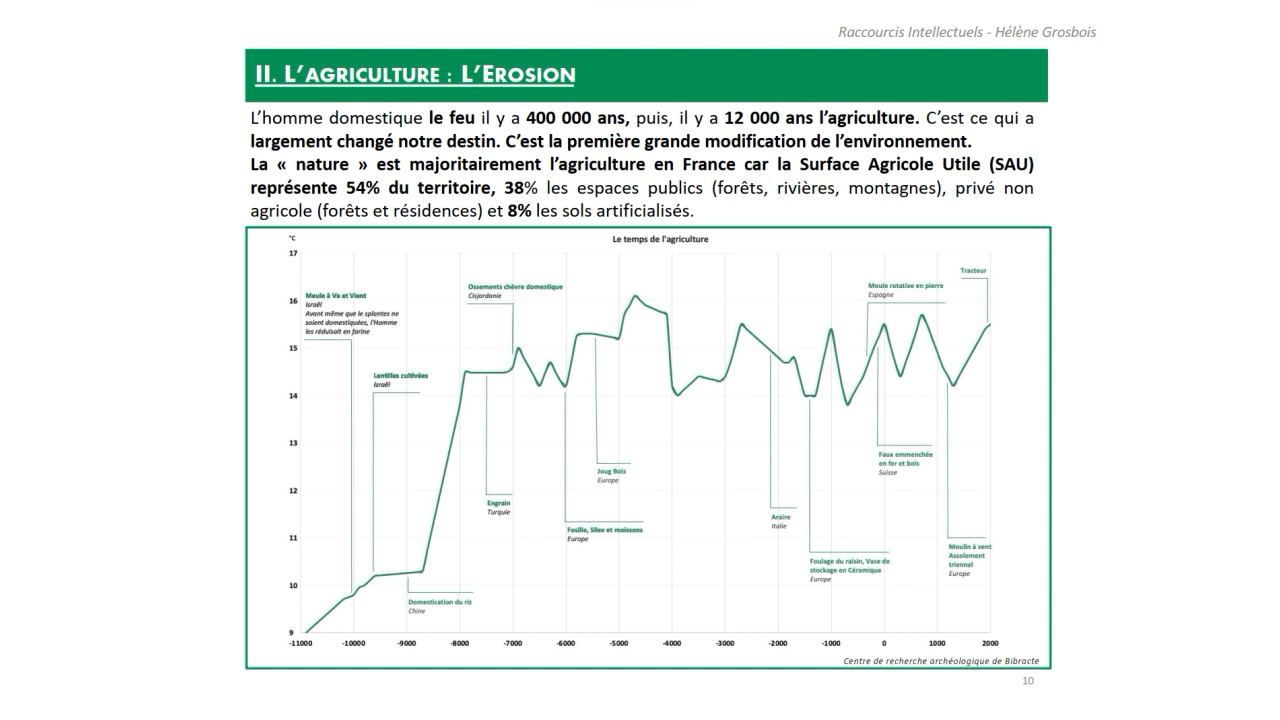 Raccourcis Intellectuels - Hélène Grosbois
II. L'AGRICULTURE : L'EROSION
L'homme domestique le feu il y a 400 000 ans, puis, il y a 12 000 ans l'agriculture. C'est ce qui a
largement changé notre destin. C'est la première grande modification de l'environnement.
La « nature » est majoritairement l'agriculture en France car la Surface Agricole Utile (SAU)
représente 54% du territoire, 38% les espaces publics (forêts, rivières, montagnes), privé non
agricole (forêts et résidences) et 8% les sols artificialisés.
°C
Le temps de l'agriculture
17
16
15
14
13
12
11
10
9
Meule à Va et Vient
Israël
Avant même que le splantes ne
soient domestiquées, l'Homme
les réduisait en farine
Lentilles cultivées
Israël
Domestication du riz
Chine
Ossements chèvre domestique
Cisjordanie
Engrain
Turquie
Fosille, Silex et moissons
Europe
Joug Bois
Europe
Araire
Italie
Foulage du raisin, Vase de
stockage en Céramique
Europe
Meule rotative en pierre
Espagne
Faux emmenchée
en fer et bois
Suisse
Tracteur
Moulin à vent
Assolement
triennal
Europe
-11000 -10000 -9000 -8000 -7000 -6000 -5000 -4000 -3000 -2000 -1000 0 1000 2000
Centre de recherche archéologique de Bibracte
10